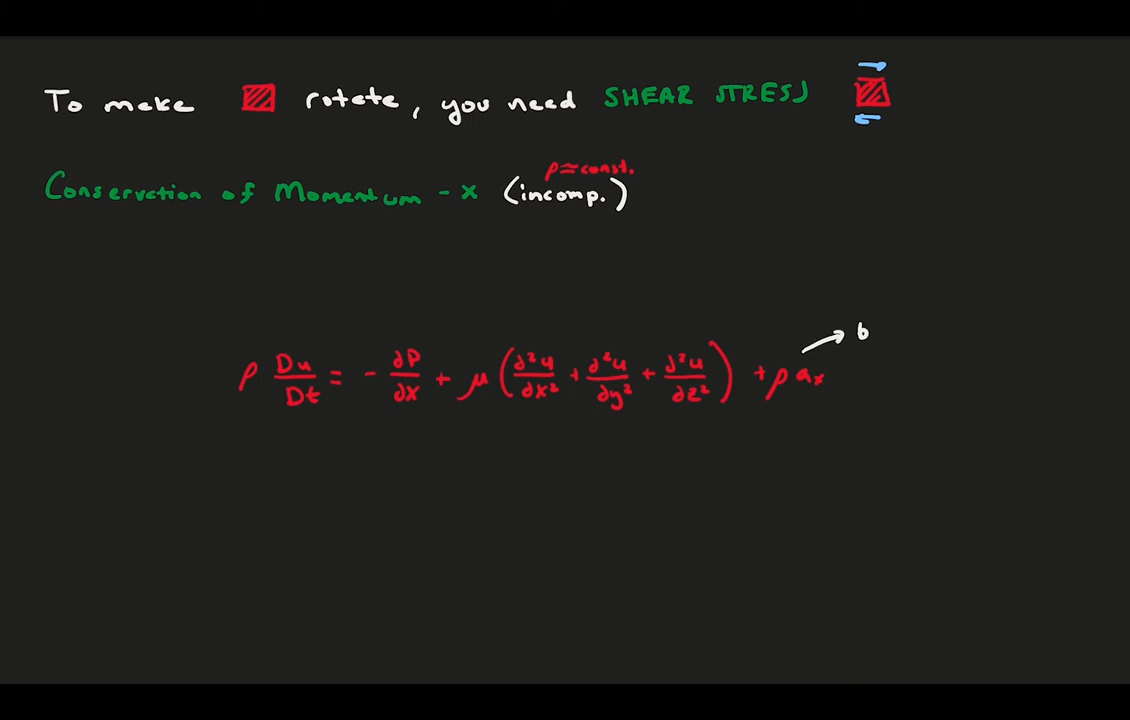 To make rotate, you need SHEAR STRESS
ρ≈const.
Conservation of Momentum - x (incomp.)
b
ρ Du/Dt = - ∂P/∂x + μ (∂²u/∂x² + ∂²u/∂y² + ∂²u/∂z²) + ρ aₓ